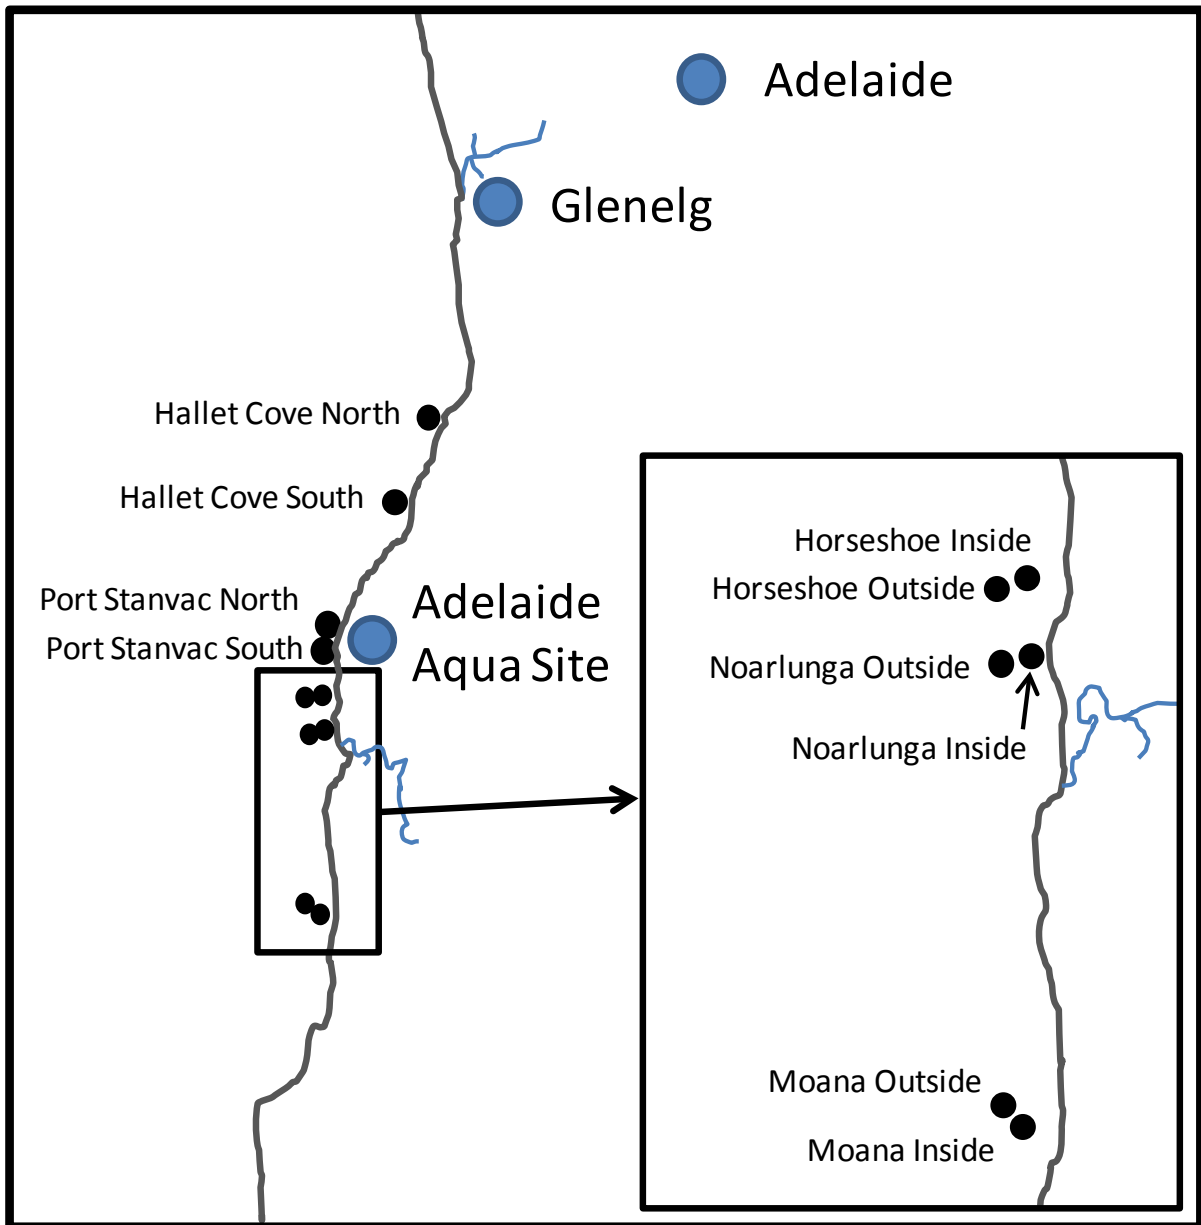 Adelaide
Glenelg
Hallet Cove North
Hallet Cove South
Port Stanvac North
Port Stanvac South
Adelaide
Aqua Site
Horseshoe Inside
Horseshoe Outside
Noarlunga Outside
Noarlunga Inside
Moana Outside
Moana Inside